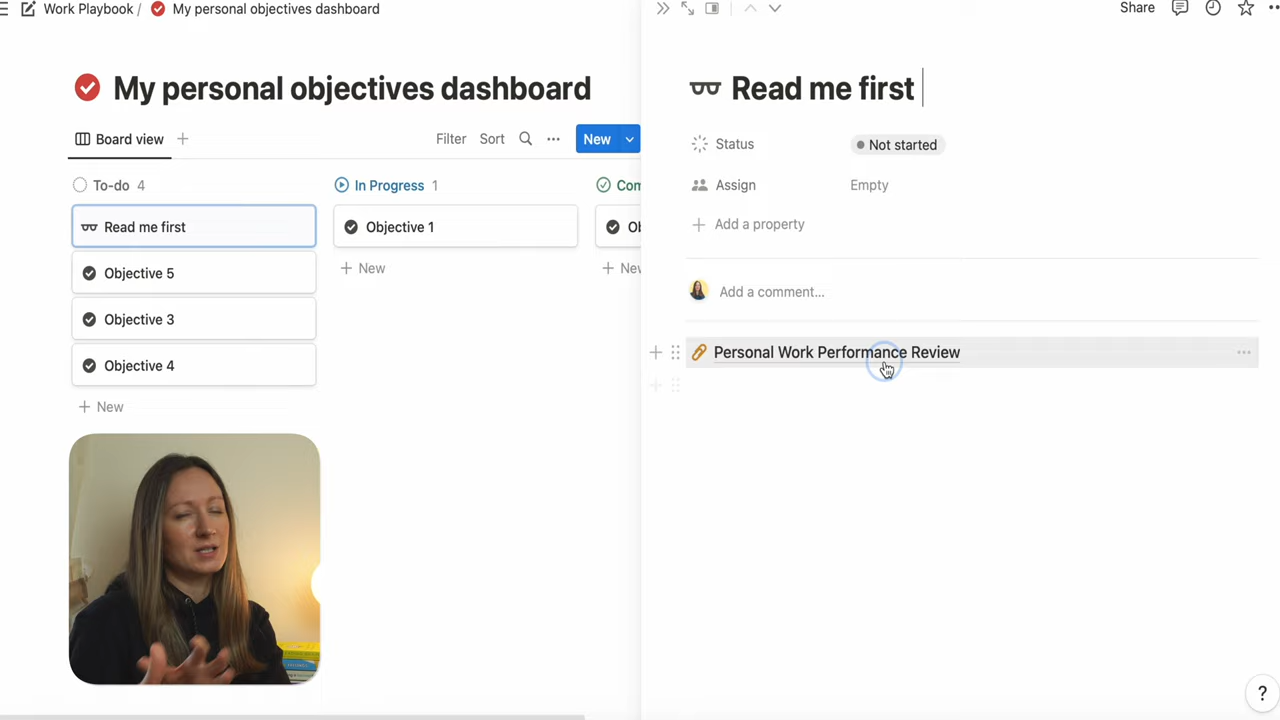 Work Playbook / My personal objectives dashboard
My personal objectives dashboard
Board view
Filter Sort New
To-do 4
Read me first
Objective 5
Objective 3
Objective 4
New
In Progress 1
Objective 1
New
Com
Ob
New
Share
Read me first
Status Not started
Assign Empty
Add a property
Add a comment...
Personal Work Performance Review
?